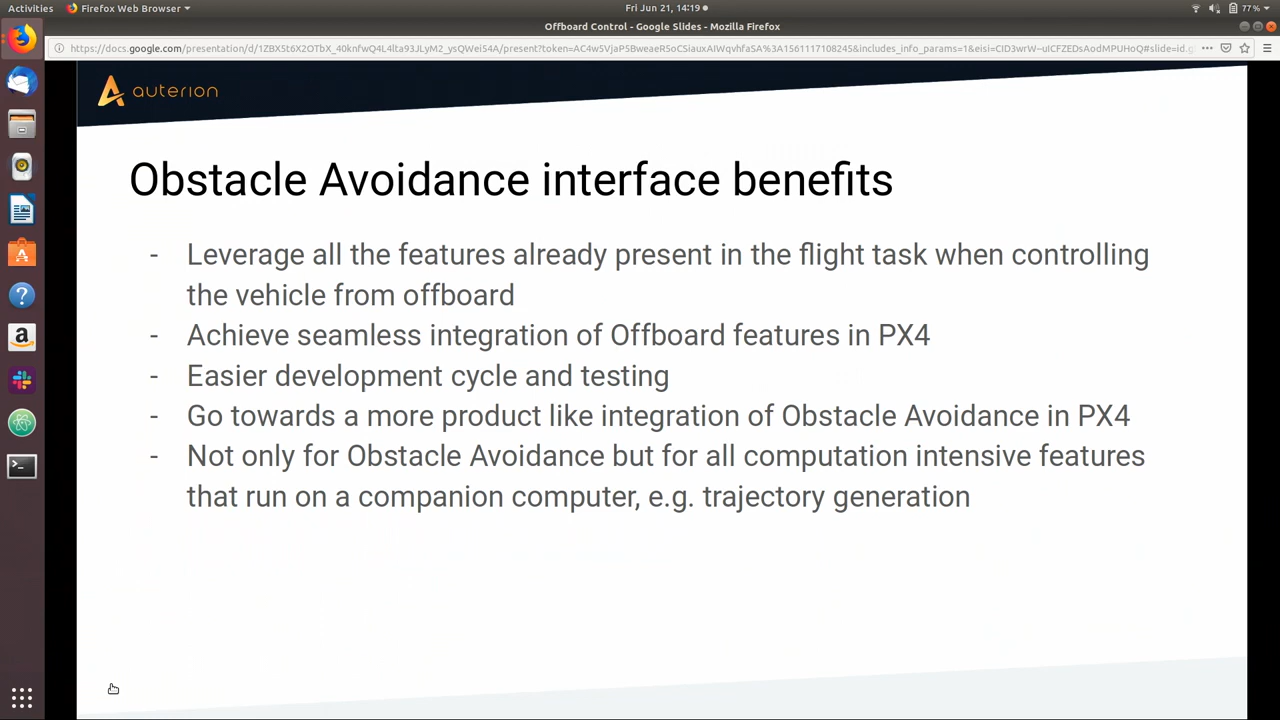 Activities
Firefox Web Browser
Fri Jun 21, 14:19
77%
Offboard Control - Google Slides - Mozilla Firefox
auterion
Obstacle Avoidance interface benefits
- Leverage all the features already present in the flight task when controlling
the vehicle from offboard
- Achieve seamless integration of Offboard features in PX4
- Easier development cycle and testing
- Go towards a more product like integration of Obstacle Avoidance in PX4
- Not only for Obstacle Avoidance but for all computation intensive features
that run on a companion computer, e.g. trajectory generation